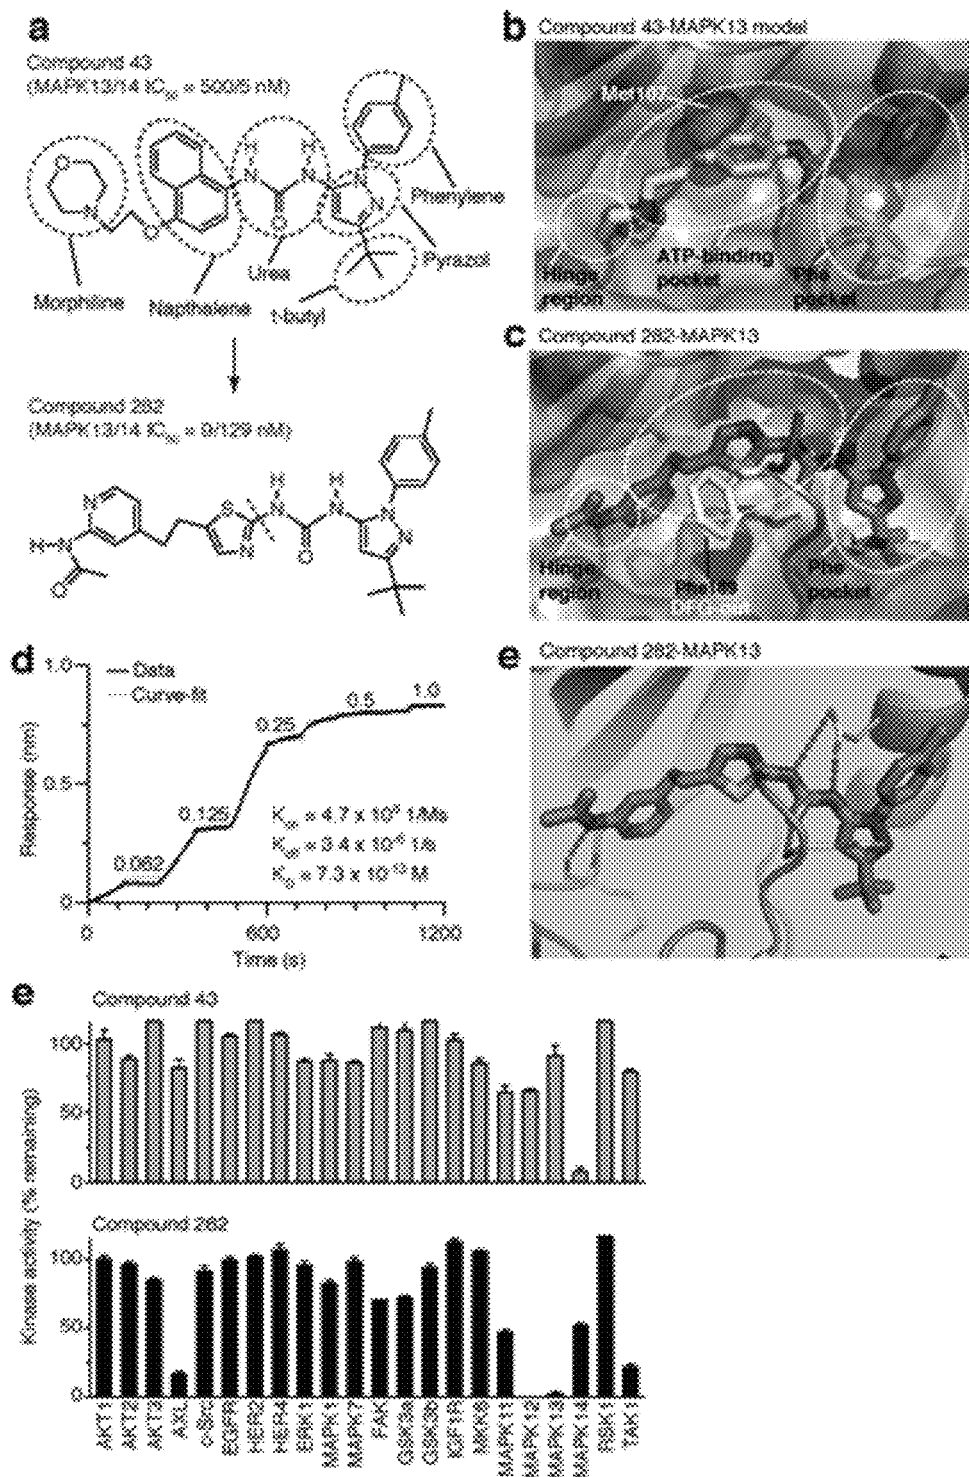 a
Compound 43
(MAPK13/14 IC50 = 500/5 nM)
O
N
O
H
N
O
H
N
N
N
Phenylene
Pyrazol
Urea
t-butyl
Morphiline
Napthalene
Compound 282
(MAPK13/14 IC50 = 9/129 nM)
N
H-N
O
S
N
H
N
O
H
N
N
N
b
Compound 43-MAPK13 model
Hinge
region
ATP-binding
pocket
Phe
pocket
c
Compound 282-MAPK13
Hinge
region
Phe169
Phe
pocket
d
1.0
0.5
0
Response (nm)
Data
Curve-fit
0.062
0.125
0.25
0.5
1.0
0
600
1200
Time (s)
e
Compound 282-MAPK13
e
Compound 43
100
50
0
Kinase activity (% remaining)
Compound 282
100
50
0
AKT1
AKT2
AKT3
AXL
c-Src
EGFR
HER2
HER4
ERK1
MAPK1
MAPK7
FAK
GSK3a
GSK3b
IGF1R
MKK6
MAPK11
MAPK12
MAPK13
MAPK14
RSK1
TAK1